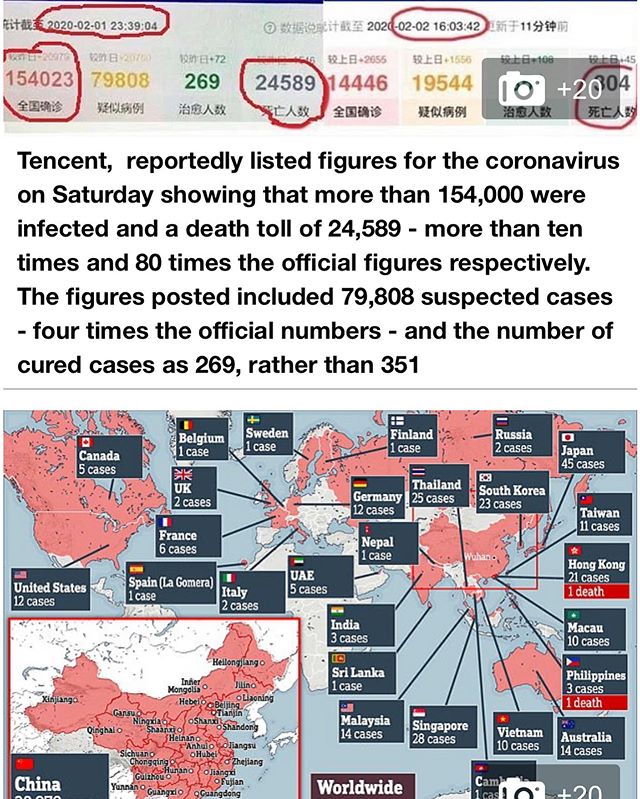 计截至 2020-02-01 23:39:04
数据说明
计截至 2020-02-02 16:03:42 更新于11分钟前
较昨日+72
较上日+2655
较上日+1556
较上日+108
较上日+45
154023
79808
269
24589
14446
19544
304
全国确诊
疑似病例
治愈人数
死亡人数
全国确诊
疑似病例
治愈人数
死亡人数
+20
Tencent, reportedly listed figures for the coronavirus
on Saturday showing that more than 154,000 were
infected and a death toll of 24,589 - more than ten
times and 80 times the official figures respectively.
The figures posted included 79,808 suspected cases
- four times the official numbers - and the number of
cured cases as 269, rather than 351
Canada
5 cases
Belgium
1 case
Sweden
1 case
Finland
1 case
Russia
2 cases
Japan
45 cases
UK
2 cases
Germany
12 cases
Thailand
25 cases
South Korea
23 cases
Taiwan
11 cases
France
6 cases
Nepal
1 case
Wuhan
Hong Kong
21 cases
1 death
United States
12 cases
Spain (La Gomera)
1 case
Italy
2 cases
UAE
5 cases
India
3 cases
Macau
10 cases
Sri Lanka
1 case
Philippines
3 cases
1 death
Malaysia
14 cases
Singapore
28 cases
Vietnam
10 cases
Australia
14 cases
Heilongjiang
Inner
Mongolia
Jilin
Xinjiang
Hebei
Liaoning
Beijing
Tianjin
Gansu
Ningxia
Shanxi
Shandong
Qinghai
Shaanxi
Henan
Anhui
Jiangsu
Sichuan
Hubei
Chongqing
Zhejiang
Hunan
Jiangxi
Guizhou
Fujian
Yunnan
Guangxi
Guangdong
China
Worldwide
+20